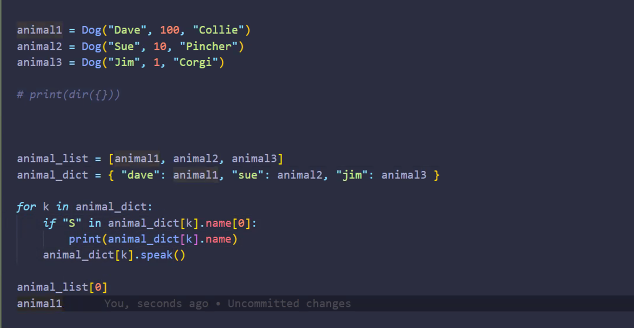 animal1 = Dog("Dave", 100, "Collie")
animal2 = Dog("Sue", 10, "Pincher")
animal3 = Dog("Jim", 1, "Corgi")
# print(dir({}))
animal_list = [animal1, animal2, animal3]
animal_dict = { "dave": animal1, "sue": animal2, "jim": animal3 }
for k in animal_dict:
    if "S" in animal_dict[k].name[0]:
        print(animal_dict[k].name)
    animal_dict[k].speak()
animal_list[0]
animal1 You, seconds ago • Uncommitted changes